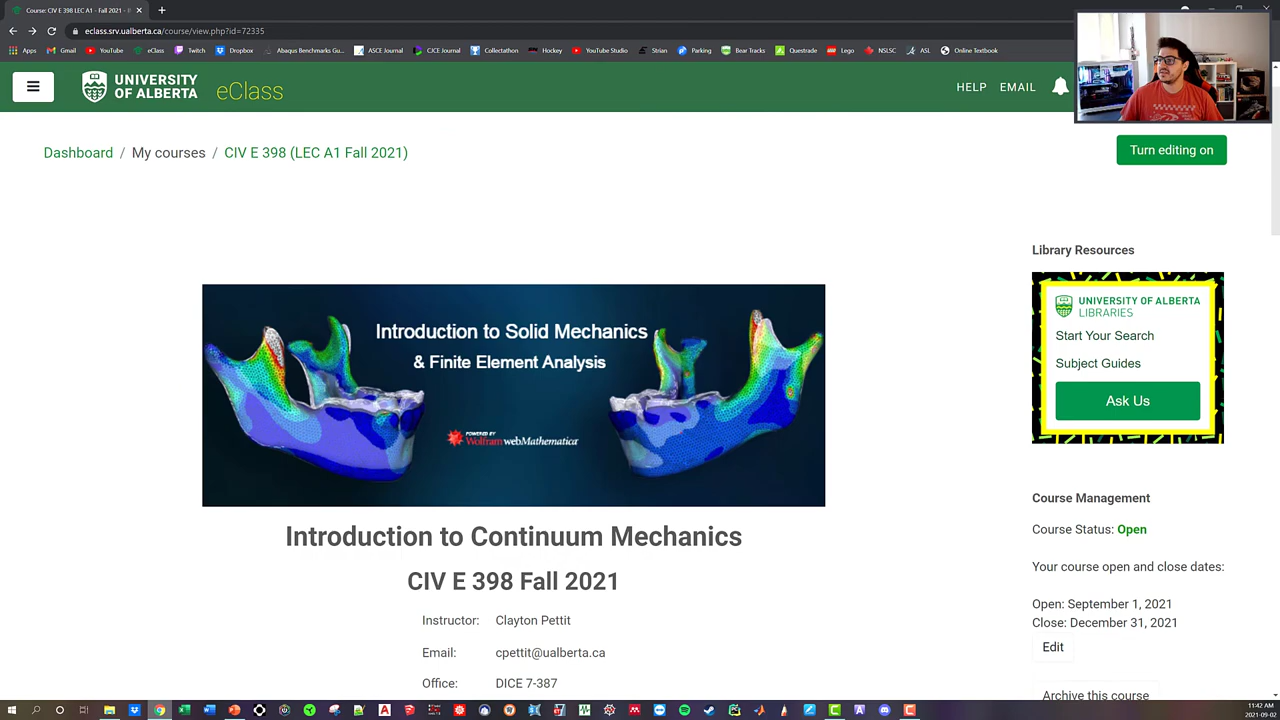 Course: CIV E 398 LEC A1 - Fall 2021 -
eclass.srv.ualberta.ca/course/view.php?id=72335
Apps Gmail YouTube eClass Twitch Dropbox Abaqus Benchmarks Gu... ASCE Journal CJCE Journal Collectathon Hockey YouTube Studio Strian Parking Bear Tracks Questrade Lego NSLSC ASL Online Textbook
UNIVERSITY
OF ALBERTA
eClass
HELP EMAIL
Dashboard / My courses / CIV E 398 (LEC A1 Fall 2021)
Turn editing on
Introduction to Solid Mechanics
& Finite Element Analysis
POWERED BY
Wolfram webMathematica
Introduction to Continuum Mechanics
CIV E 398 Fall 2021
Instructor: Clayton Pettit
Email: cpettit@ualberta.ca
Office: DICE 7-387
Library Resources
UNIVERSITY OF ALBERTA
LIBRARIES
Start Your Search
Subject Guides
Ask Us
Course Management
Course Status: Open
Your course open and close dates:
Open: September 1, 2021
Close: December 31, 2021
Edit
Archive this course
11:42 AM
2021-09-02